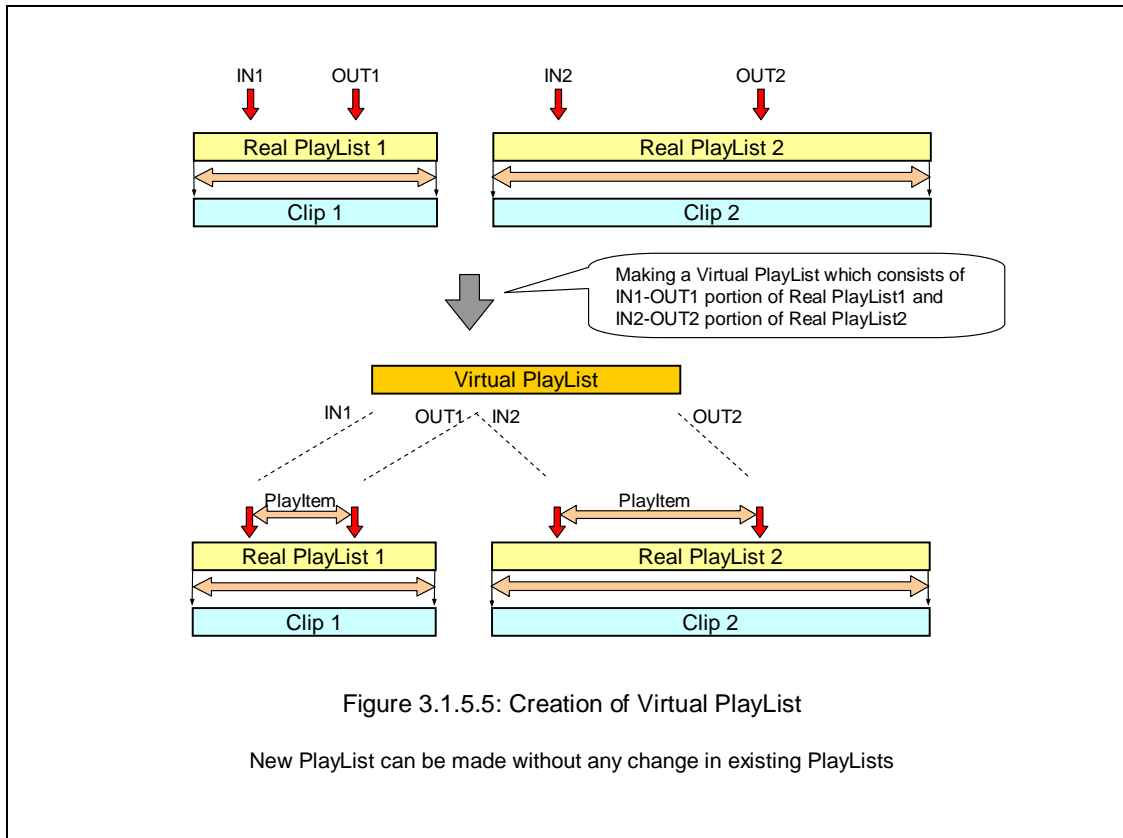 IN1 OUT1 IN2 OUT2
Real PlayList 1 Real PlayList 2
Clip 1 Clip 2
Making a Virtual PlayList which consists of
IN1-OUT1 portion of Real PlayList1 and
IN2-OUT2 portion of Real PlayList2
Virtual PlayList
IN1 OUT1 IN2 OUT2
PlayItem PlayItem
Real PlayList 1 Real PlayList 2
Clip 1 Clip 2
Figure 3.1.5.5: Creation of Virtual PlayList
New PlayList can be made without any change in existing PlayLists